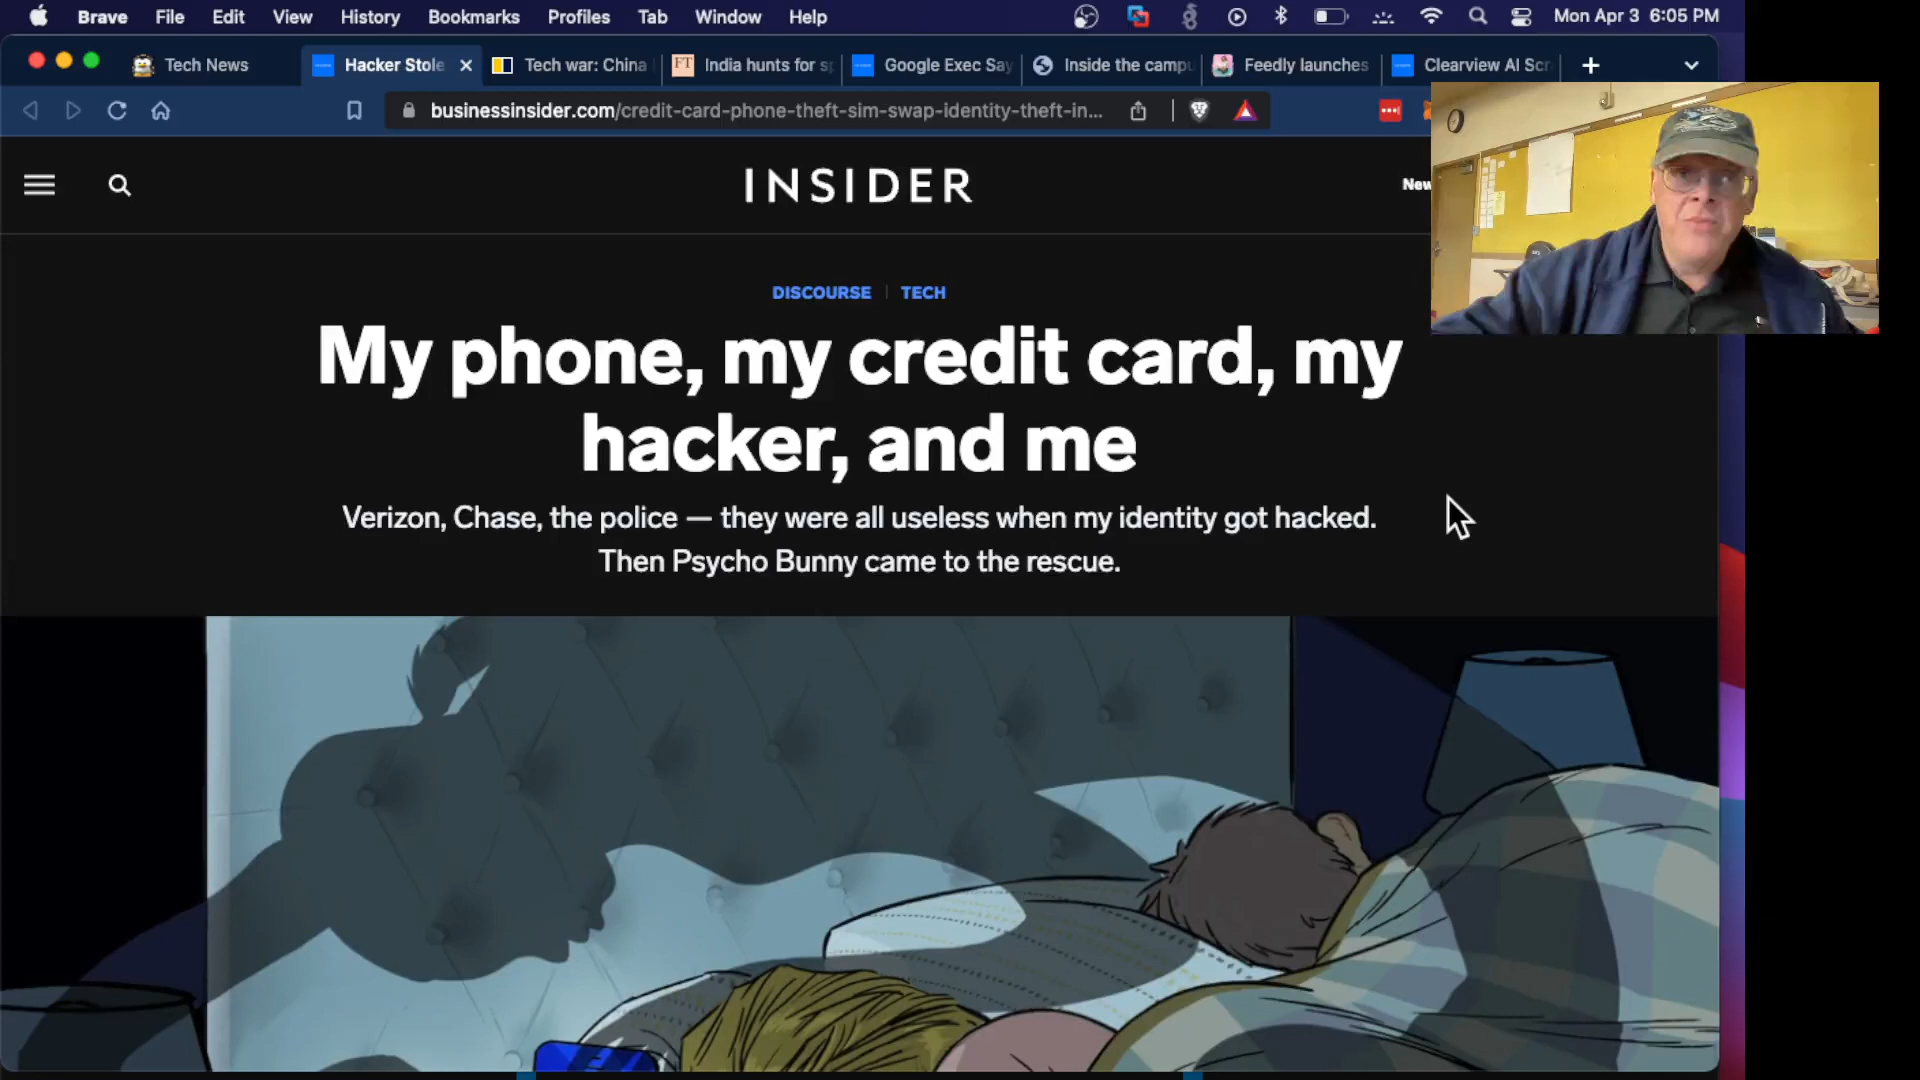 Brave File Edit View History Bookmarks Profiles Tab Window Help Mon Apr 3 6:05 PM
Tech News Hacker Stole Tech war: China India hunts for sp Google Exec Say Inside the campu Feedly launches Clearview AI Scr
businessinsider.com/credit-card-phone-theft-sim-swap-identity-theft-in...
INSIDER
New
DISCOURSE | TECH
My phone, my credit card, my
hacker, and me
Verizon, Chase, the police — they were all useless when my identity got hacked.
Then Psycho Bunny came to the rescue.